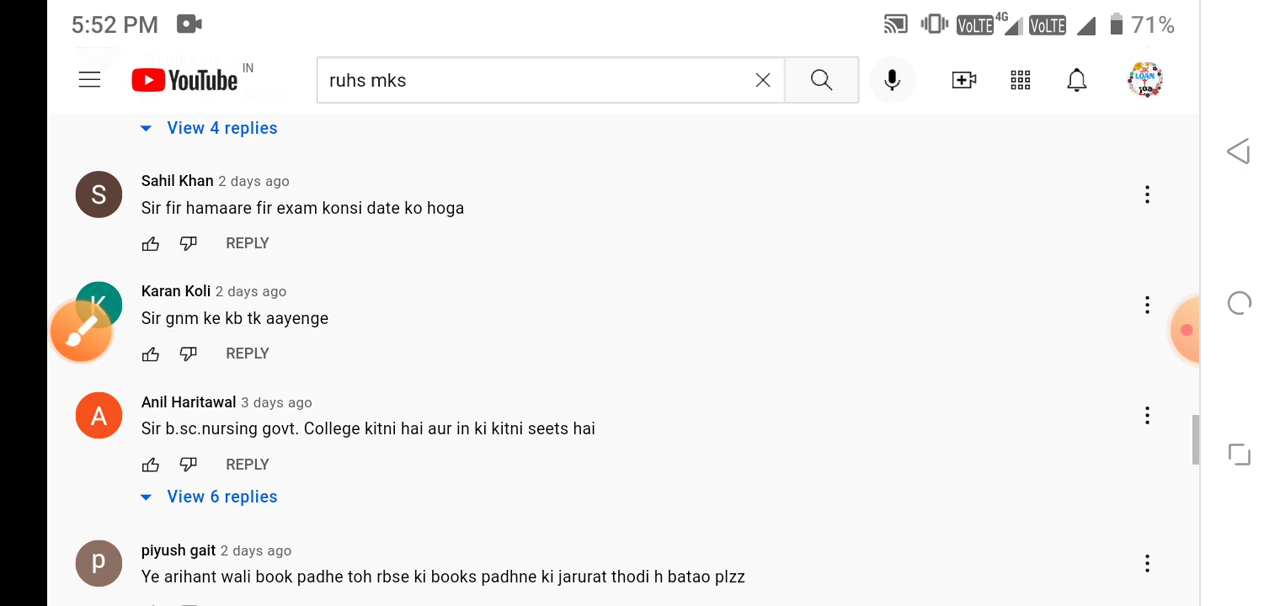 5:52 PM VoLTE 4G VoLTE 71%
YouTube IN ruhs mks
View 4 replies
Sahil Khan 2 days ago
Sir fir hamaare fir exam konsi date ko hoga
REPLY
K Karan Koli 2 days ago
Sir gnm ke kb tk aayenge
REPLY
Anil Haritawal 3 days ago
A Sir b.sc.nursing govt. College kitni hai aur in ki kitni seets hai
REPLY
View 6 replies
piyush gait 2 days ago
p Ye arihant wali book padhe toh rbse ki books padhne ki jarurat thodi h batao plzz